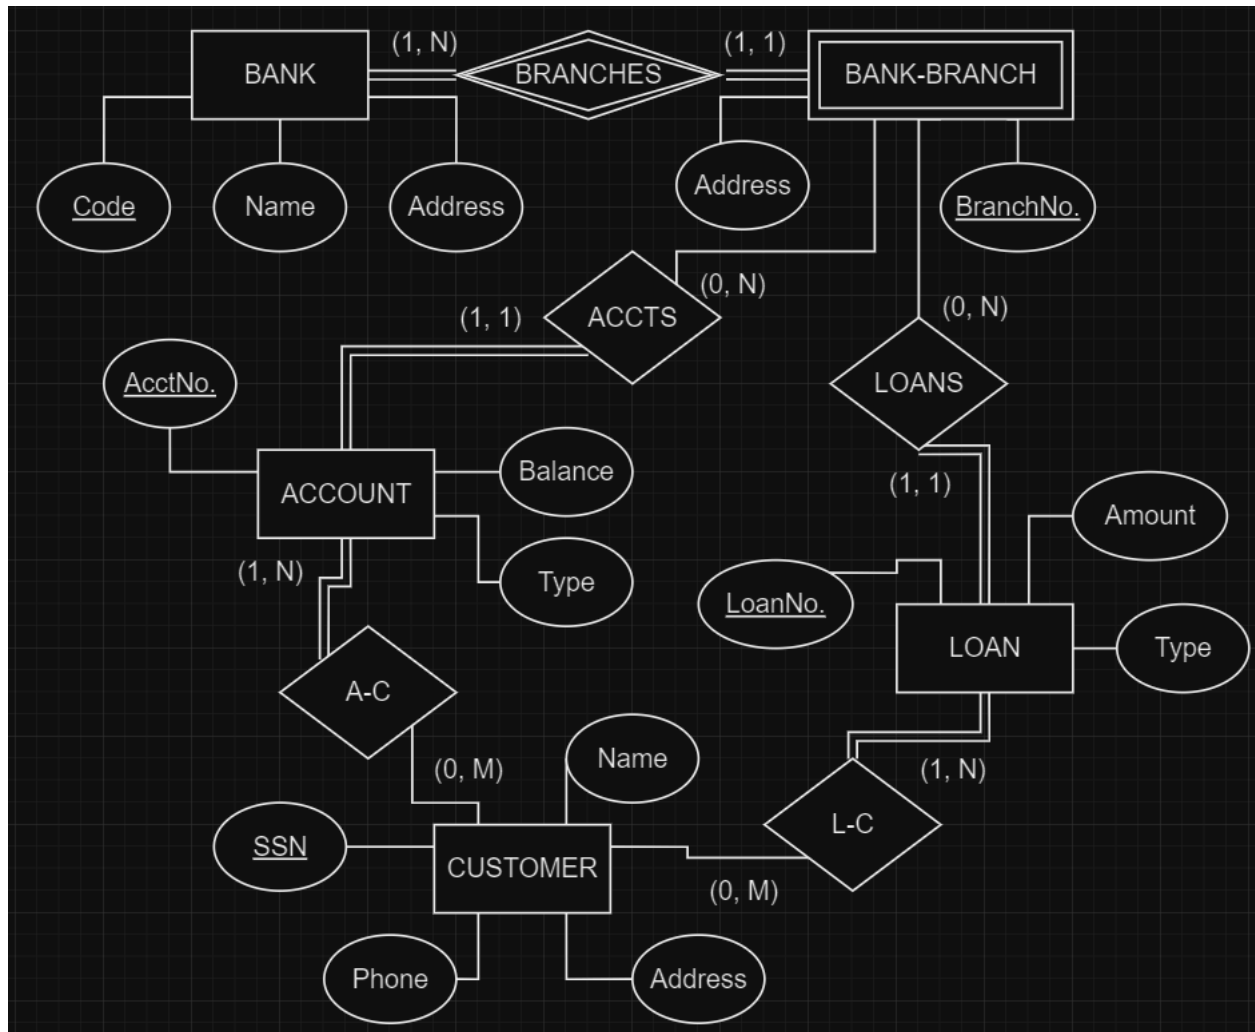 (1, N)
(1, 1)
BANK
BRANCHES
BANK-BRANCH
Code
Name
Address
Address
BranchNo.
(0, N)
(1, 1)
ACCTS
(0, N)
AcctNo.
LOANS
Balance
ACCOUNT
(1, 1)
Amount
(1, N)
Type
LoanNo.
LOAN
Type
A-C
Name
(0, M)
(1, N)
L-C
SSN
CUSTOMER
(0, M)
Phone
Address